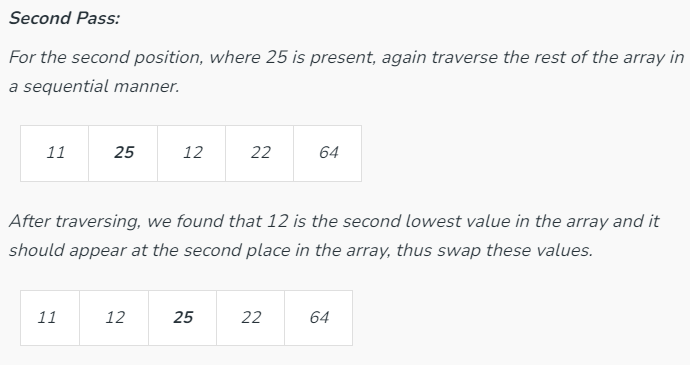 Second Pass:
For the second position, where 25 is present, again traverse the rest of the array in
a sequential manner.
11 25 12 22 64
After traversing, we found that 12 is the second lowest value in the array and it
should appear at the second place in the array, thus swap these values.
11 12 25 22 64